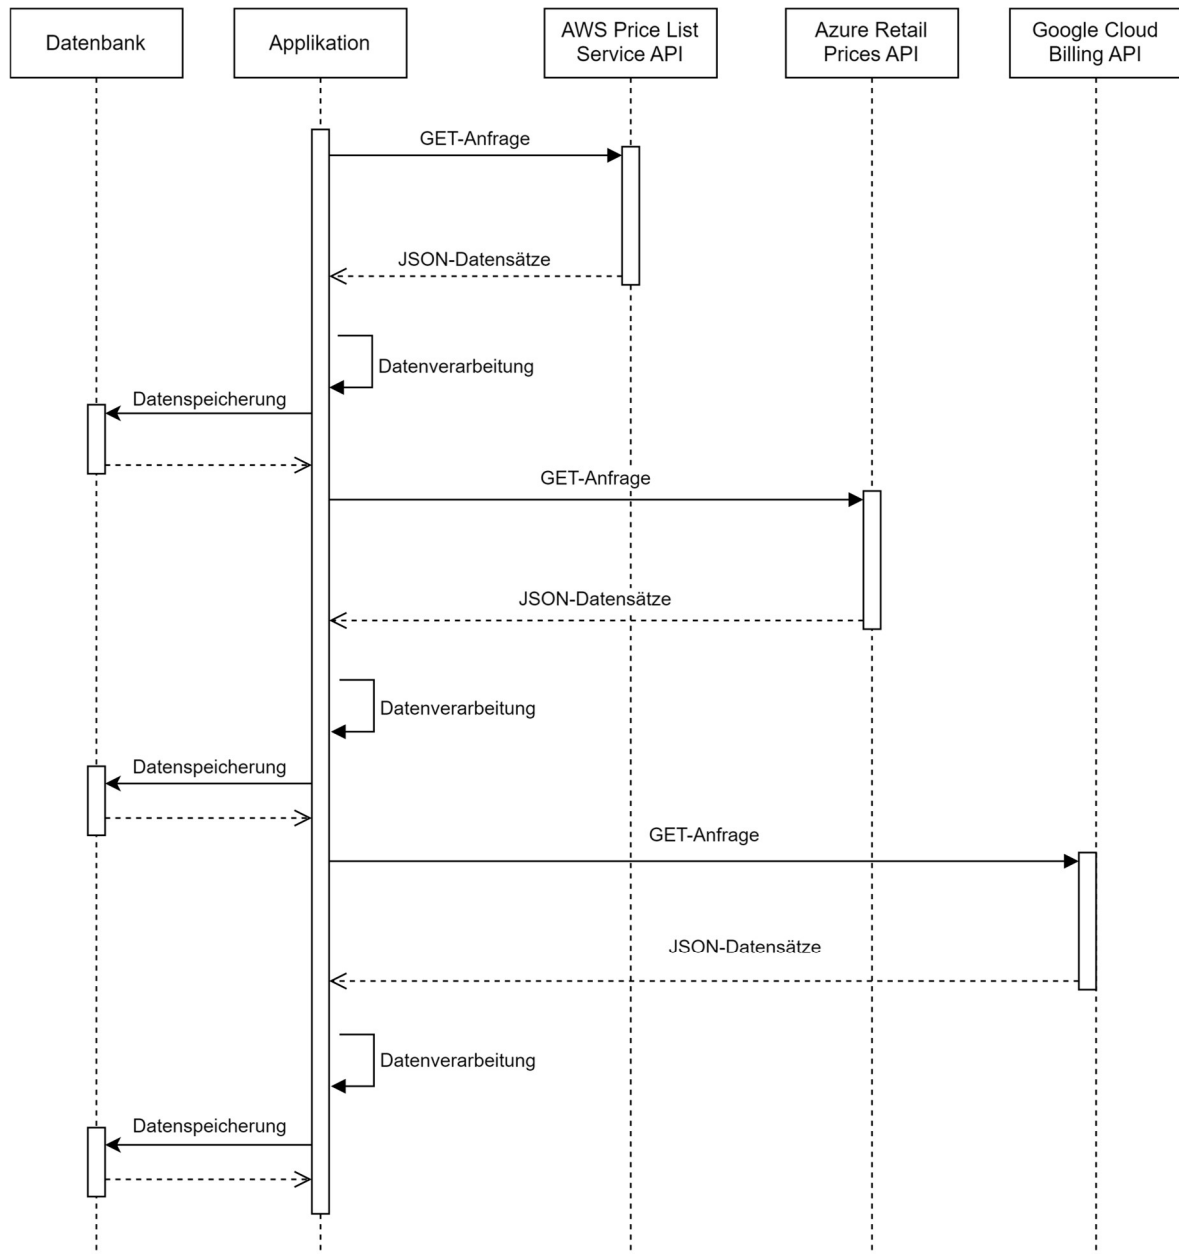 Datenbank
Applikation
AWS Price List
Service API
Azure Retail
Prices API
Google Cloud
Billing API
GET-Anfrage
JSON-Datensätze
Datenverarbeitung
Datenspeicherung
GET-Anfrage
JSON-Datensätze
Datenverarbeitung
Datenspeicherung
GET-Anfrage
JSON-Datensätze
Datenverarbeitung
Datenspeicherung